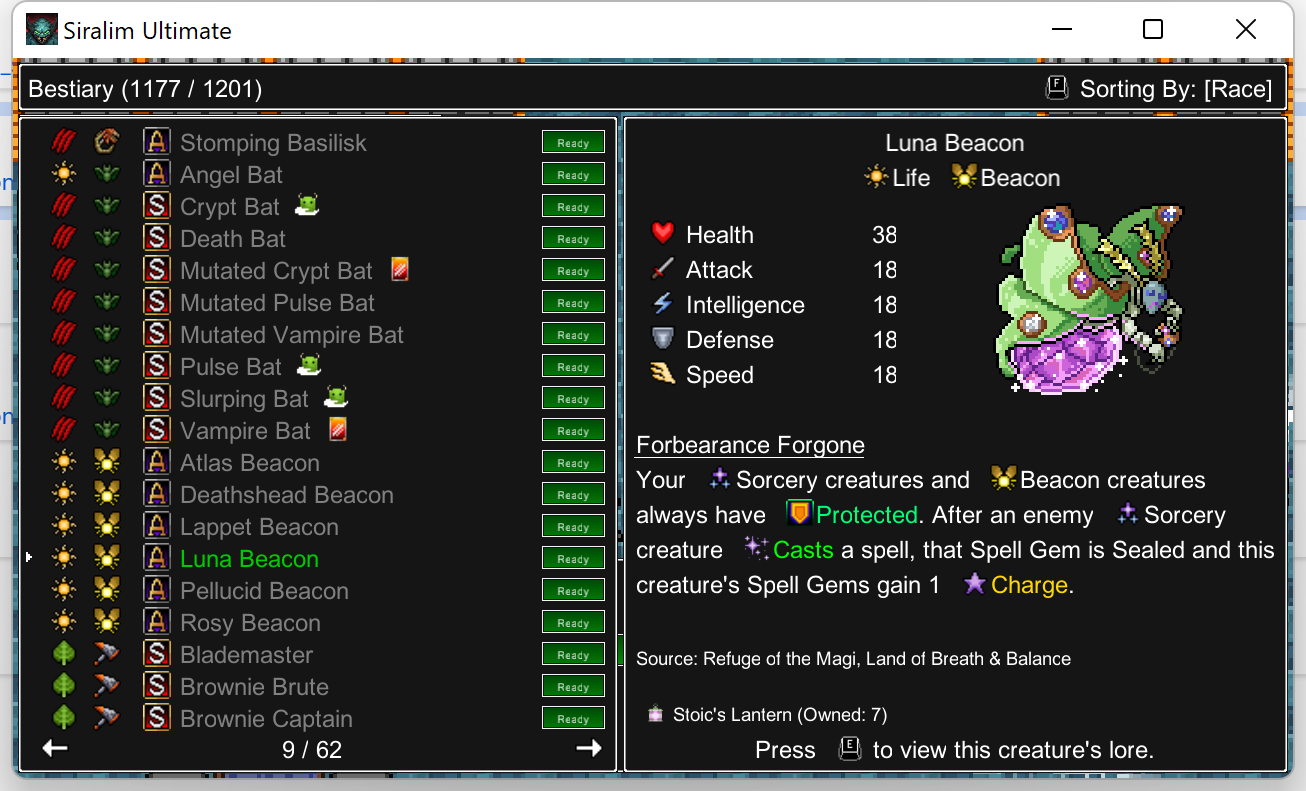 Siralim Ultimate
Bestiary (1177 / 1201)
F Sorting By: [Race]
A Stomping Basilisk Ready
A Angel Bat Ready
S Crypt Bat Ready
S Death Bat Ready
S Mutated Crypt Bat Ready
S Mutated Pulse Bat Ready
S Mutated Vampire Bat Ready
S Pulse Bat Ready
S Slurping Bat Ready
S Vampire Bat Ready
A Atlas Beacon Ready
A Deathshead Beacon Ready
A Lappet Beacon Ready
A Luna Beacon Ready
A Pellucid Beacon Ready
A Rosy Beacon Ready
S Blademaster Ready
S Brownie Brute Ready
S Brownie Captain Ready
9 / 62
Luna Beacon
Life Beacon
Health 38
Attack 18
Intelligence 18
Defense 18
Speed 18
Forbearance Forgone
Your Sorcery creatures and Beacon creatures
always have Protected. After an enemy Sorcery
creature Casts a spell, that Spell Gem is Sealed and this
creature's Spell Gems gain 1 Charge.
Source: Refuge of the Magi, Land of Breath & Balance
Stoic's Lantern (Owned: 7)
Press E to view this creature's lore.